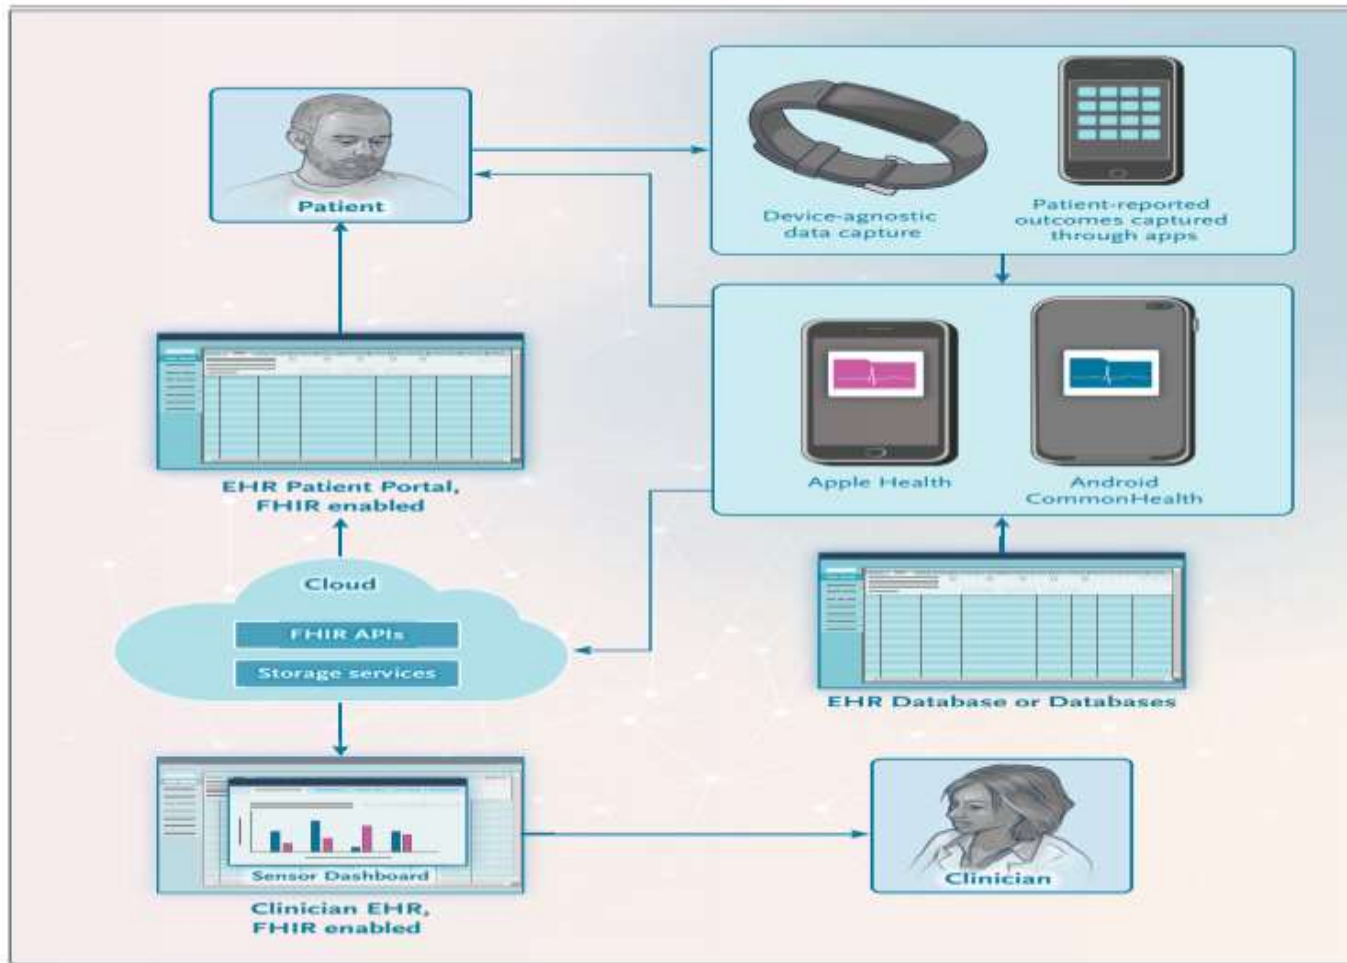 Patient
Device-agnostic
data capture
Patient-reported
outcomes captured
through apps
Apple Health
Android
CommonHealth
EHR Patient Portal,
FHIR enabled
Cloud
FHIR APIs
Storage services
EHR Database or Databases
Sensor Dashboard
Clinician EHR,
FHIR enabled
Clinician